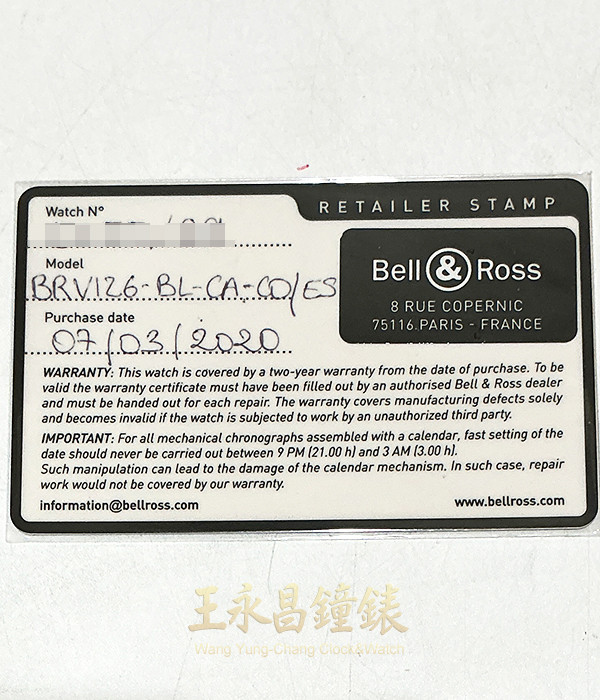 RETAILER STAMP
Watch N°
Model
BRV126-BL-CA-CO/ES
Purchase date
07/03/2020
Bell & Ross
8 RUE COPERNIC
75116 PARIS - FRANCE
WARRANTY: This watch is covered by a two-year warranty from the date of purchase. To be
valid the warranty certificate must have been filled out by an authorised Bell & Ross dealer
and must be handed out for each repair. The warranty covers manufacturing defects solely
and becomes invalid if the watch is subjected to work by an unauthorized third party.
IMPORTANT: For all mechanical chronographs assembled with a calendar, fast setting of the
date should never be carried out between 9 PM (21.00 h) and 3 AM (3.00 h).
Such manipulation can lead to the damage of the calendar mechanism. In such case, repair
work would not be covered by our warranty.
information@bellross.com
www.bellross.com
王永昌鐘錶
Wang Yung-Chang Clock&Watch